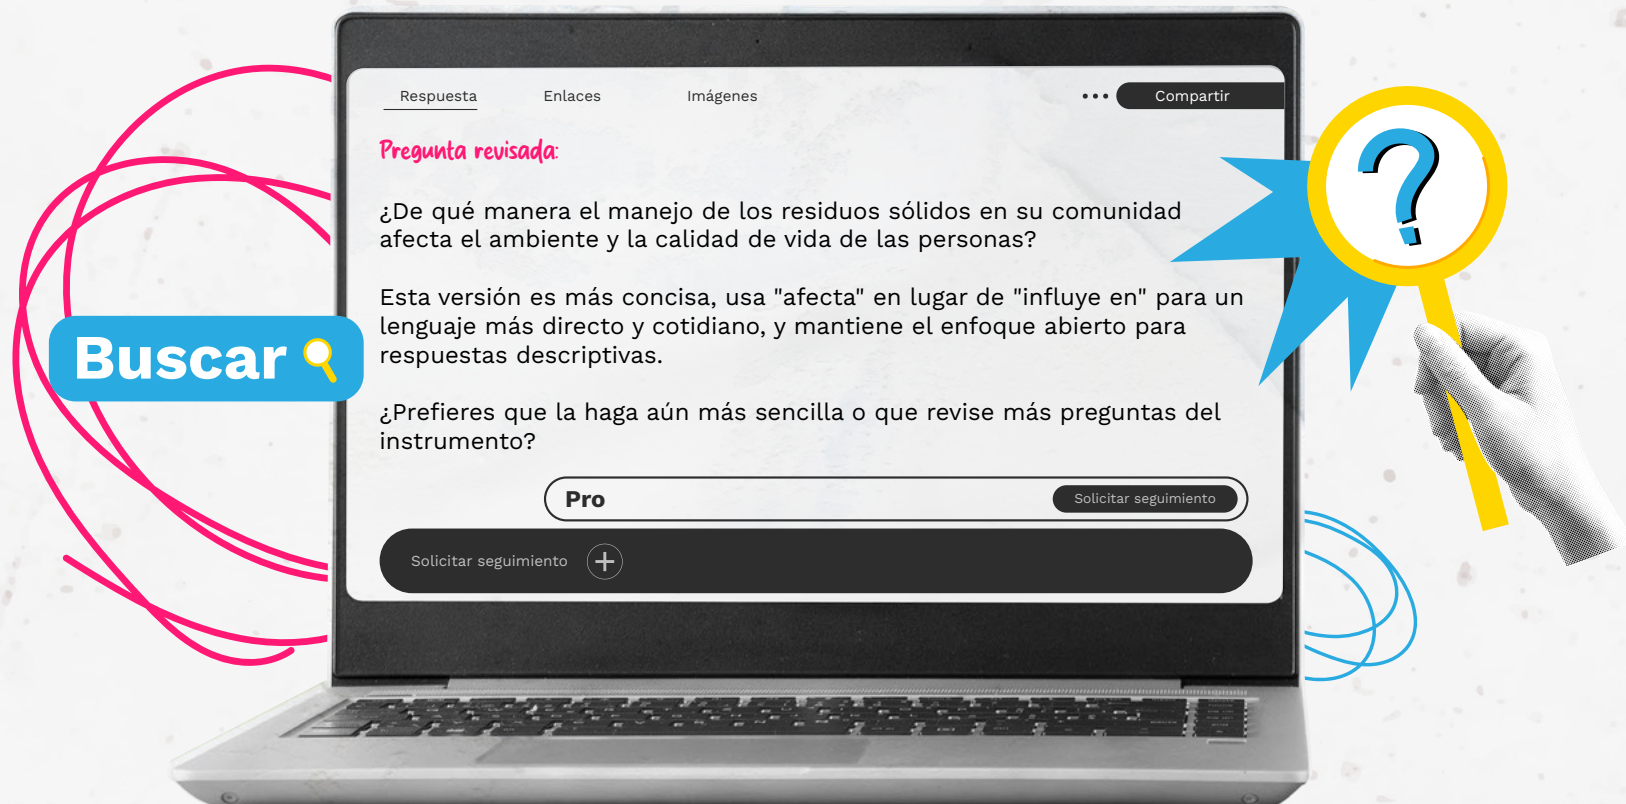 Respuesta
Enlaces
Imágenes
Compartir
Pregunta revisada:
¿De qué manera el manejo de los residuos sólidos en su comunidad
afecta el ambiente y la calidad de vida de las personas?
Esta versión es más concisa, usa "afecta" en lugar de "influye en" para un
lenguaje más directo y cotidiano, y mantiene el enfoque abierto para
respuestas descriptivas.
¿Prefieres que la haga aún más sencilla o que revise más preguntas del
instrumento?
Buscar
Pro
Solicitar seguimiento
Solicitar seguimiento
?